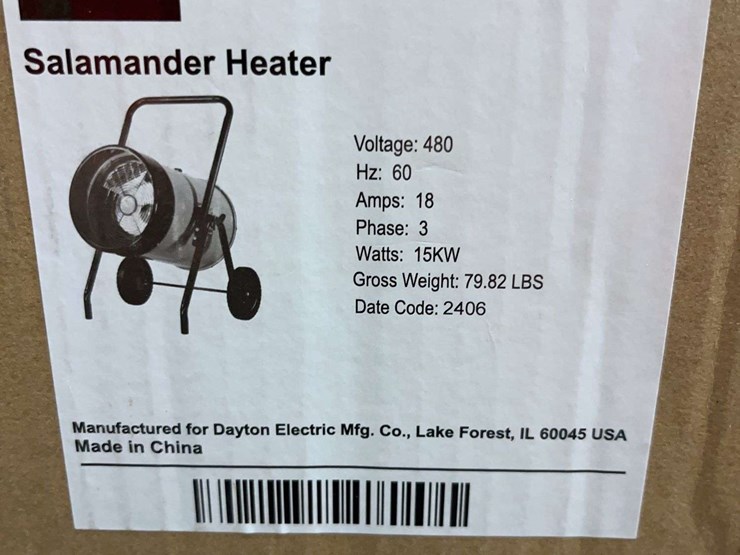 Salamander Heater
Voltage: 480
Hz: 60
Amps: 18
Phase: 3
Watts: 15KW
Gross Weight: 79.82 LBS
Date Code: 2406
Manufactured for Dayton Electric Mfg. Co., Lake Forest, IL 60045 USA
Made in China